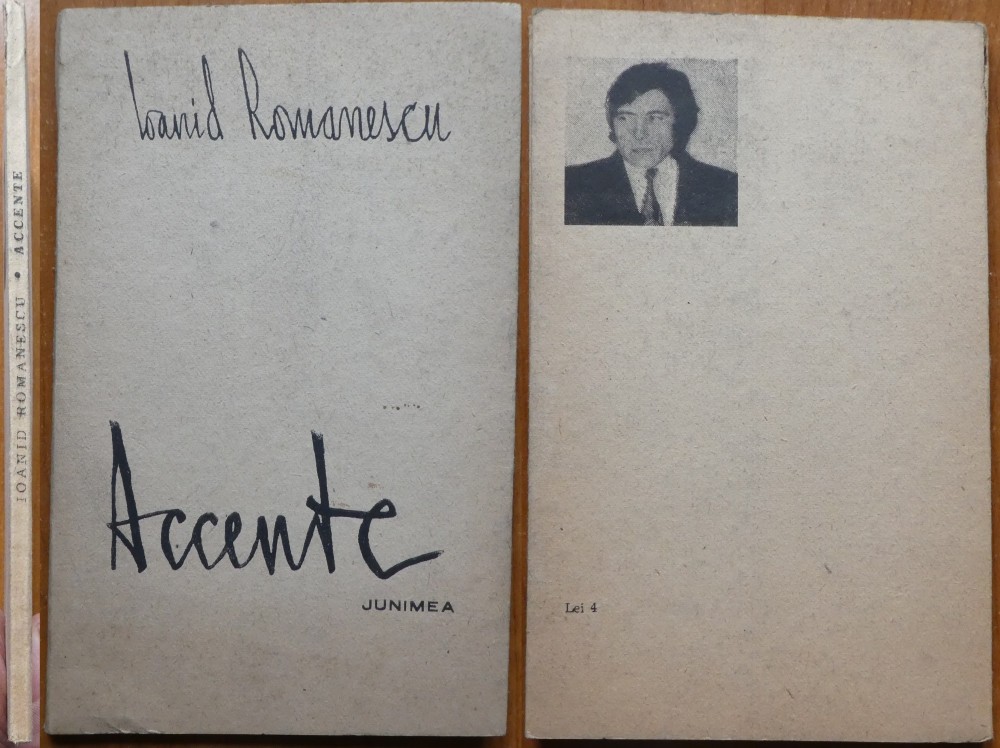 IOANID ROMANESCU • ACCENTE
Ioanid Romanescu
Accente
JUNIMEA
Lei 4